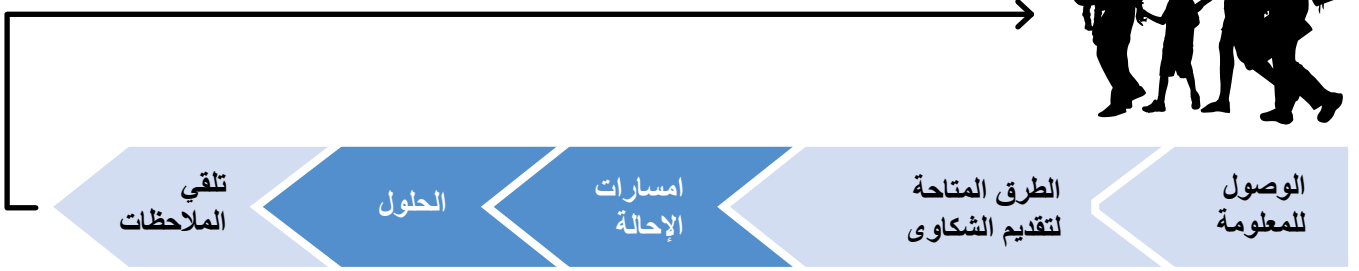 الوصول
للمعلومة
الطرق المتاحة
لتقديم الشكاوى
امسارات
الإحالة
الحلول
تلقي
الملاحظات